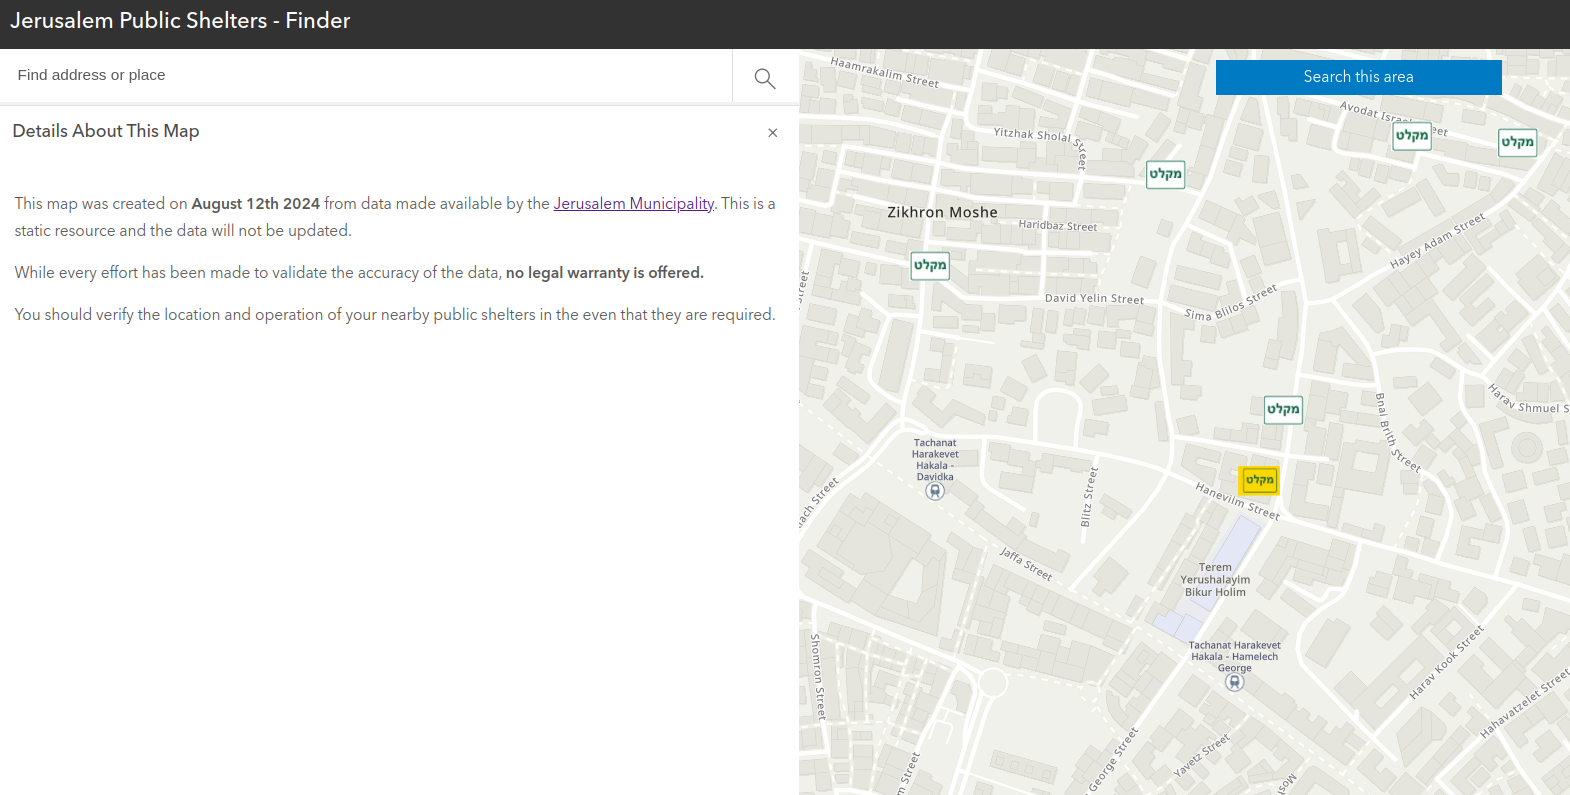 Jerusalem Public Shelters - Finder
Find address or place
Details About This Map
×
This map was created on August 12th 2024 from data made available by the Jerusalem Municipality. This is a
static resource and the data will not be updated.
While every effort has been made to validate the accuracy of the data, no legal warranty is offered.
You should verify the location and operation of your nearby public shelters in the even that they are required.
Search this area
Haamrakalim Street
Yitzhak Sholal Street
Avodat Israel Street
מקלט
מקלט
מקלט
Zikhron Moshe
Haridbaz Street
Hayey Adam Street
מקלט
David Yelin Street
Sima Blilos Street
Harav Shmuel S
מקלט
Bnai Brith Street
Tachanat
Harakevet
Hakala -
Davidka
מקלט
Hanevilm Street
Blitz Street
ach Street
Jaffa Street
Terem
Yerushalayim
Bikur Holim
Tachanat Harakevet
Hakala - Hamelech
George
Shomron Street
Harav Kook Street
Hahavatzelet Street
George Street
Yavetz Street
m Street